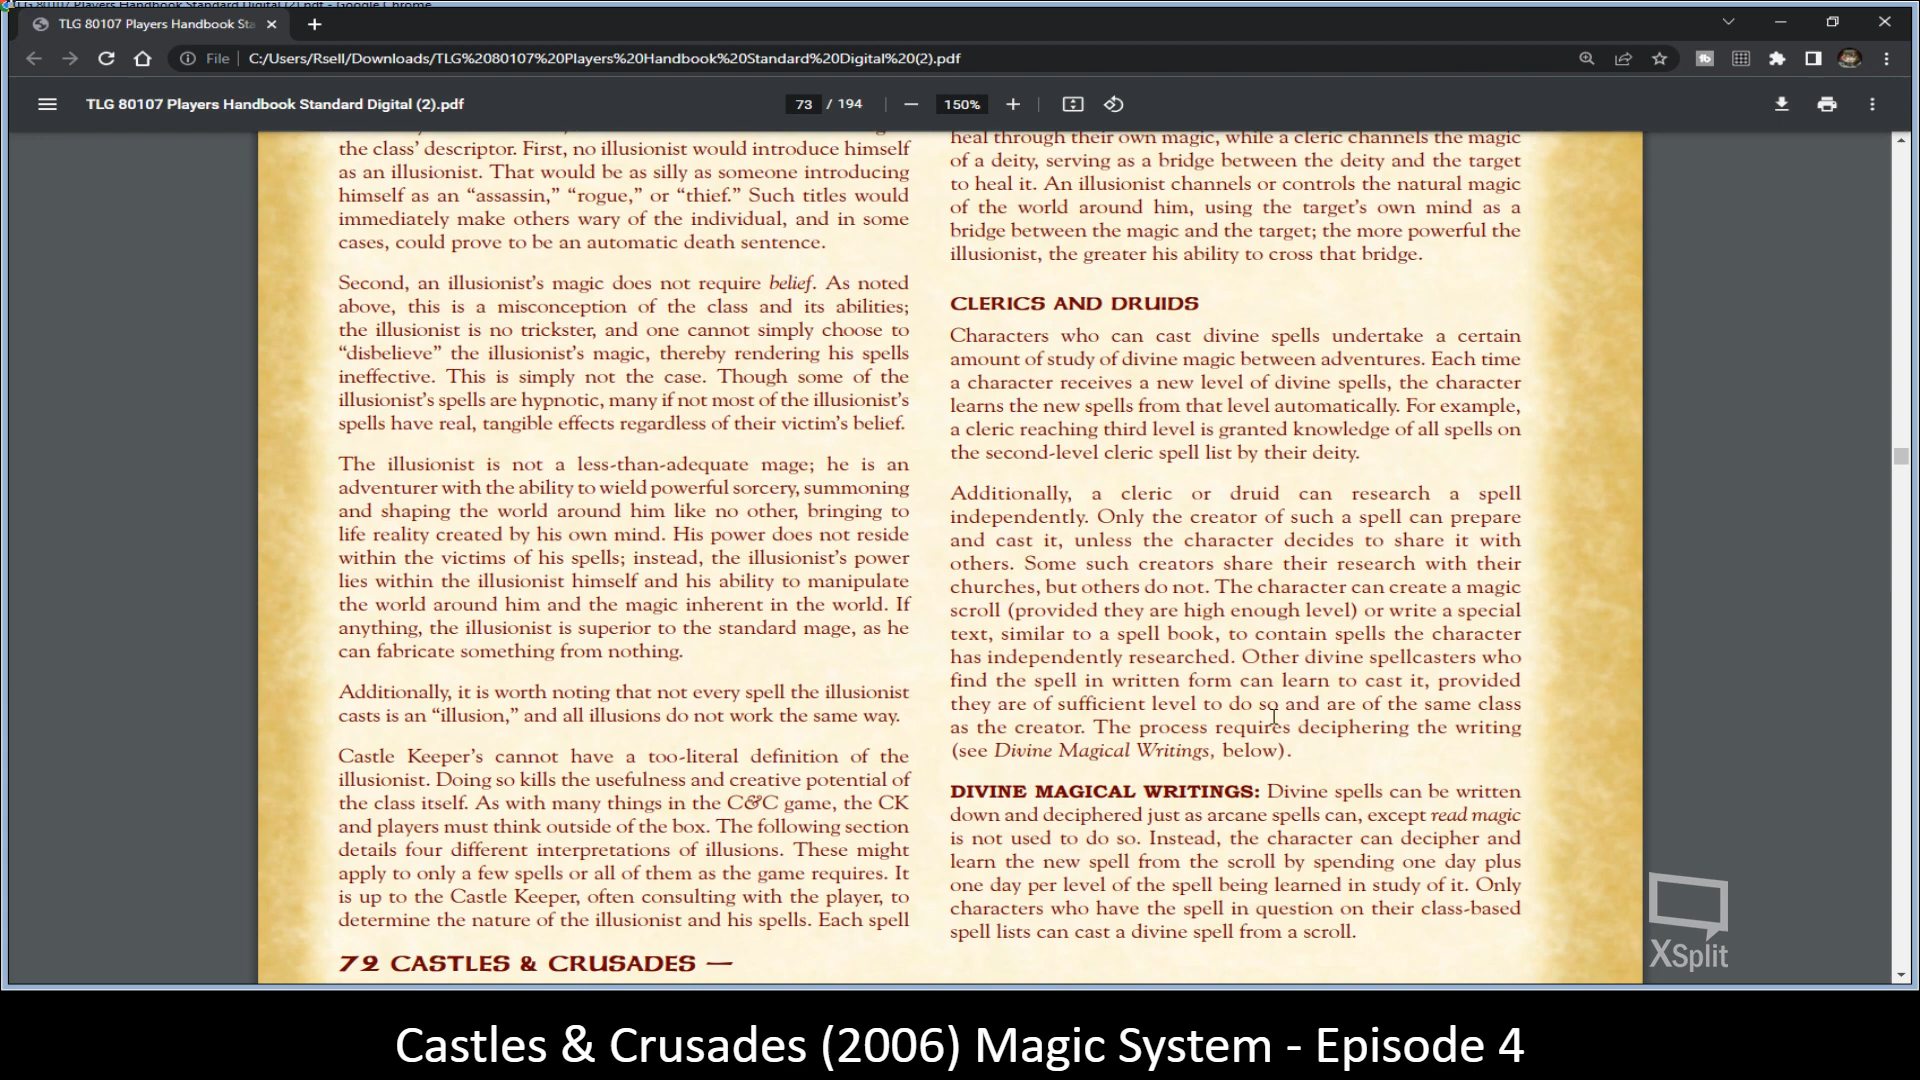 TLG 80107 Players Handbook Standard Digital (2).pdf - Google Chrome
TLG 80107 Players Handbook Sta
File
C:/Users/Rsell/Downloads/TLG%2080107%20Players%20Handbook%20Standard%20Digital%20(2).pdf
TLG 80107 Players Handbook Standard Digital (2).pdf
73 / 194
150%
the class' descriptor. First, no illusionist would introduce himself
as an illusionist. That would be as silly as someone introducing
himself as an “assassin,” “rogue,” or “thief.” Such titles would
immediately make others wary of the individual, and in some
cases, could prove to be an automatic death sentence.
Second, an illusionist's magic does not require belief. As noted
above, this is a misconception of the class and its abilities;
the illusionist is no trickster, and one cannot simply choose to
“disbelieve” the illusionist's magic, thereby rendering his spells
ineffective. This is simply not the case. Though some of the
illusionist's spells are hypnotic, many if not most of the illusionist's
spells have real, tangible effects regardless of their victim's belief.
The illusionist is not a less-than-adequate mage; he is an
adventurer with the ability to wield powerful sorcery, summoning
and shaping the world around him like no other, bringing to
life reality created by his own mind. His power does not reside
within the victims of his spells; instead, the illusionist's power
lies within the illusionist himself and his ability to manipulate
the world around him and the magic inherent in the world. If
anything, the illusionist is superior to the standard mage, as he
can fabricate something from nothing.
Additionally, it is worth noting that not every spell the illusionist
casts is an “illusion,” and all illusions do not work the same way.
Castle Keeper's cannot have a too-literal definition of the
illusionist. Doing so kills the usefulness and creative potential of
the class itself. As with many things in the C&C game, the CK
and players must think outside of the box. The following section
details four different interpretations of illusions. These might
apply to only a few spells or all of them as the game requires. It
is up to the Castle Keeper, often consulting with the player, to
determine the nature of the illusionist and his spells. Each spell
72 CASTLES & CRUSADES —
heal through their own magic, while a cleric channels the magic
of a deity, serving as a bridge between the deity and the target
to heal it. An illusionist channels or controls the natural magic
of the world around him, using the target's own mind as a
bridge between the magic and the target; the more powerful the
illusionist, the greater his ability to cross that bridge.
CLERICS AND DRUIDS
Characters who can cast divine spells undertake a certain
amount of study of divine magic between adventures. Each time
a character receives a new level of divine spells, the character
learns the new spells from that level automatically. For example,
a cleric reaching third level is granted knowledge of all spells on
the second-level cleric spell list by their deity.
Additionally, a cleric or druid can research a spell
independently. Only the creator of such a spell can prepare
and cast it, unless the character decides to share it with
others. Some such creators share their research with their
churches, but others do not. The character can create a magic
scroll (provided they are high enough level) or write a special
text, similar to a spell book, to contain spells the character
has independently researched. Other divine spellcasters who
find the spell in written form can learn to cast it, provided
they are of sufficient level to do so and are of the same class
as the creator. The process requires deciphering the writing
(see Divine Magical Writings, below).
DIVINE MAGICAL WRITINGS: Divine spells can be written
down and deciphered just as arcane spells can, except read magic
is not used to do so. Instead, the character can decipher and
learn the new spell from the scroll by spending one day plus
one day per level of the spell being learned in study of it. Only
characters who have the spell in question on their class-based
spell lists can cast a divine spell from a scroll.
XSplit
Castles & Crusades (2006) Magic System - Episode 4